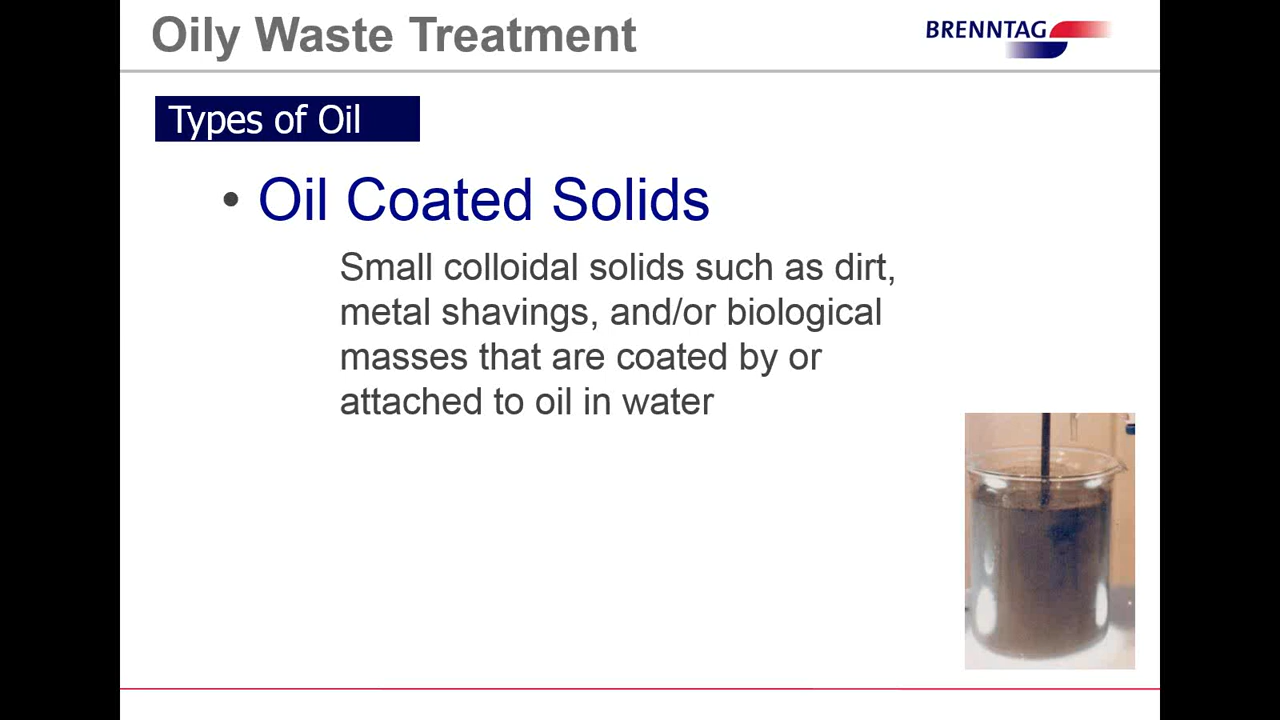 Oily Waste Treatment
BRENNTAG
Types of Oil
• Oil Coated Solids
Small colloidal solids such as dirt,
metal shavings, and/or biological
masses that are coated by or
attached to oil in water